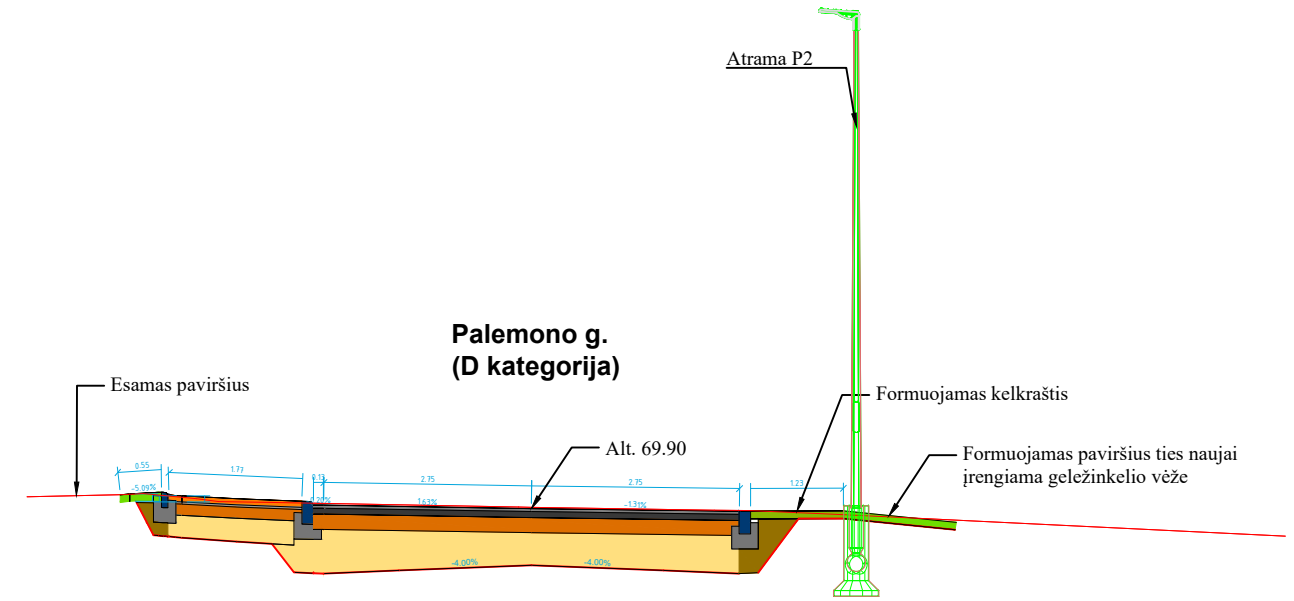 Atrama P2
Palemono g.
(D kategorija)
Esamas paviršius
Formuojamas kelkraštis
Alt. 69.90
Formuojamas paviršius ties naujai
įrengiama geležinkelio vėže
0.55
1.77
0.13
2.75
2.75
1.23
-5.09%
1.63%
-1.31%
-4.00%
-4.00%